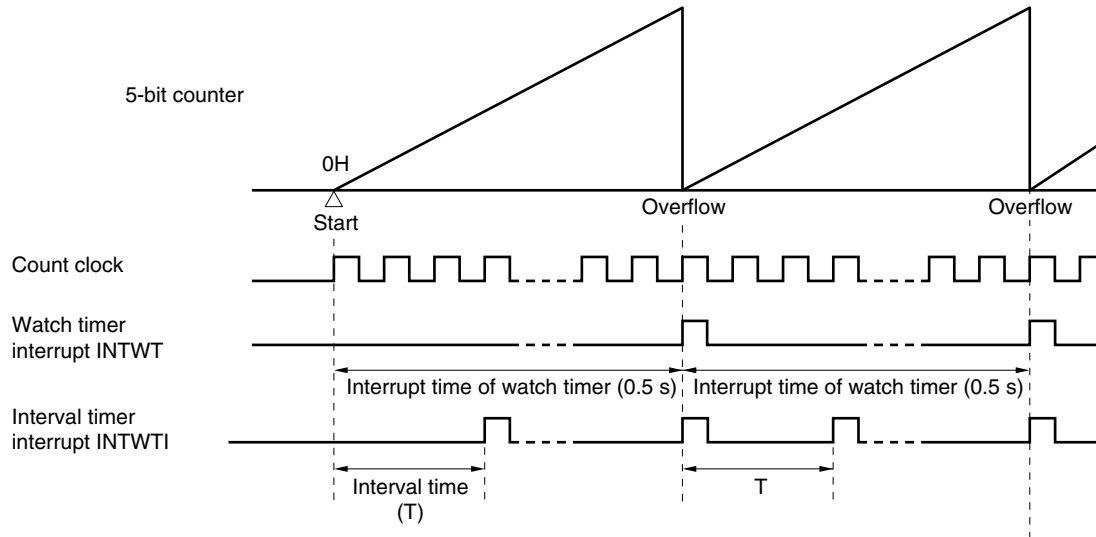 5-bit counter
0H
Start
Overflow
Overflow
Count clock
Watch timer
interrupt INTWT
Interrupt time of watch timer (0.5 s)
Interrupt time of watch timer (0.5 s)
Interval timer
interrupt INTWTI
Interval time
(T)
T